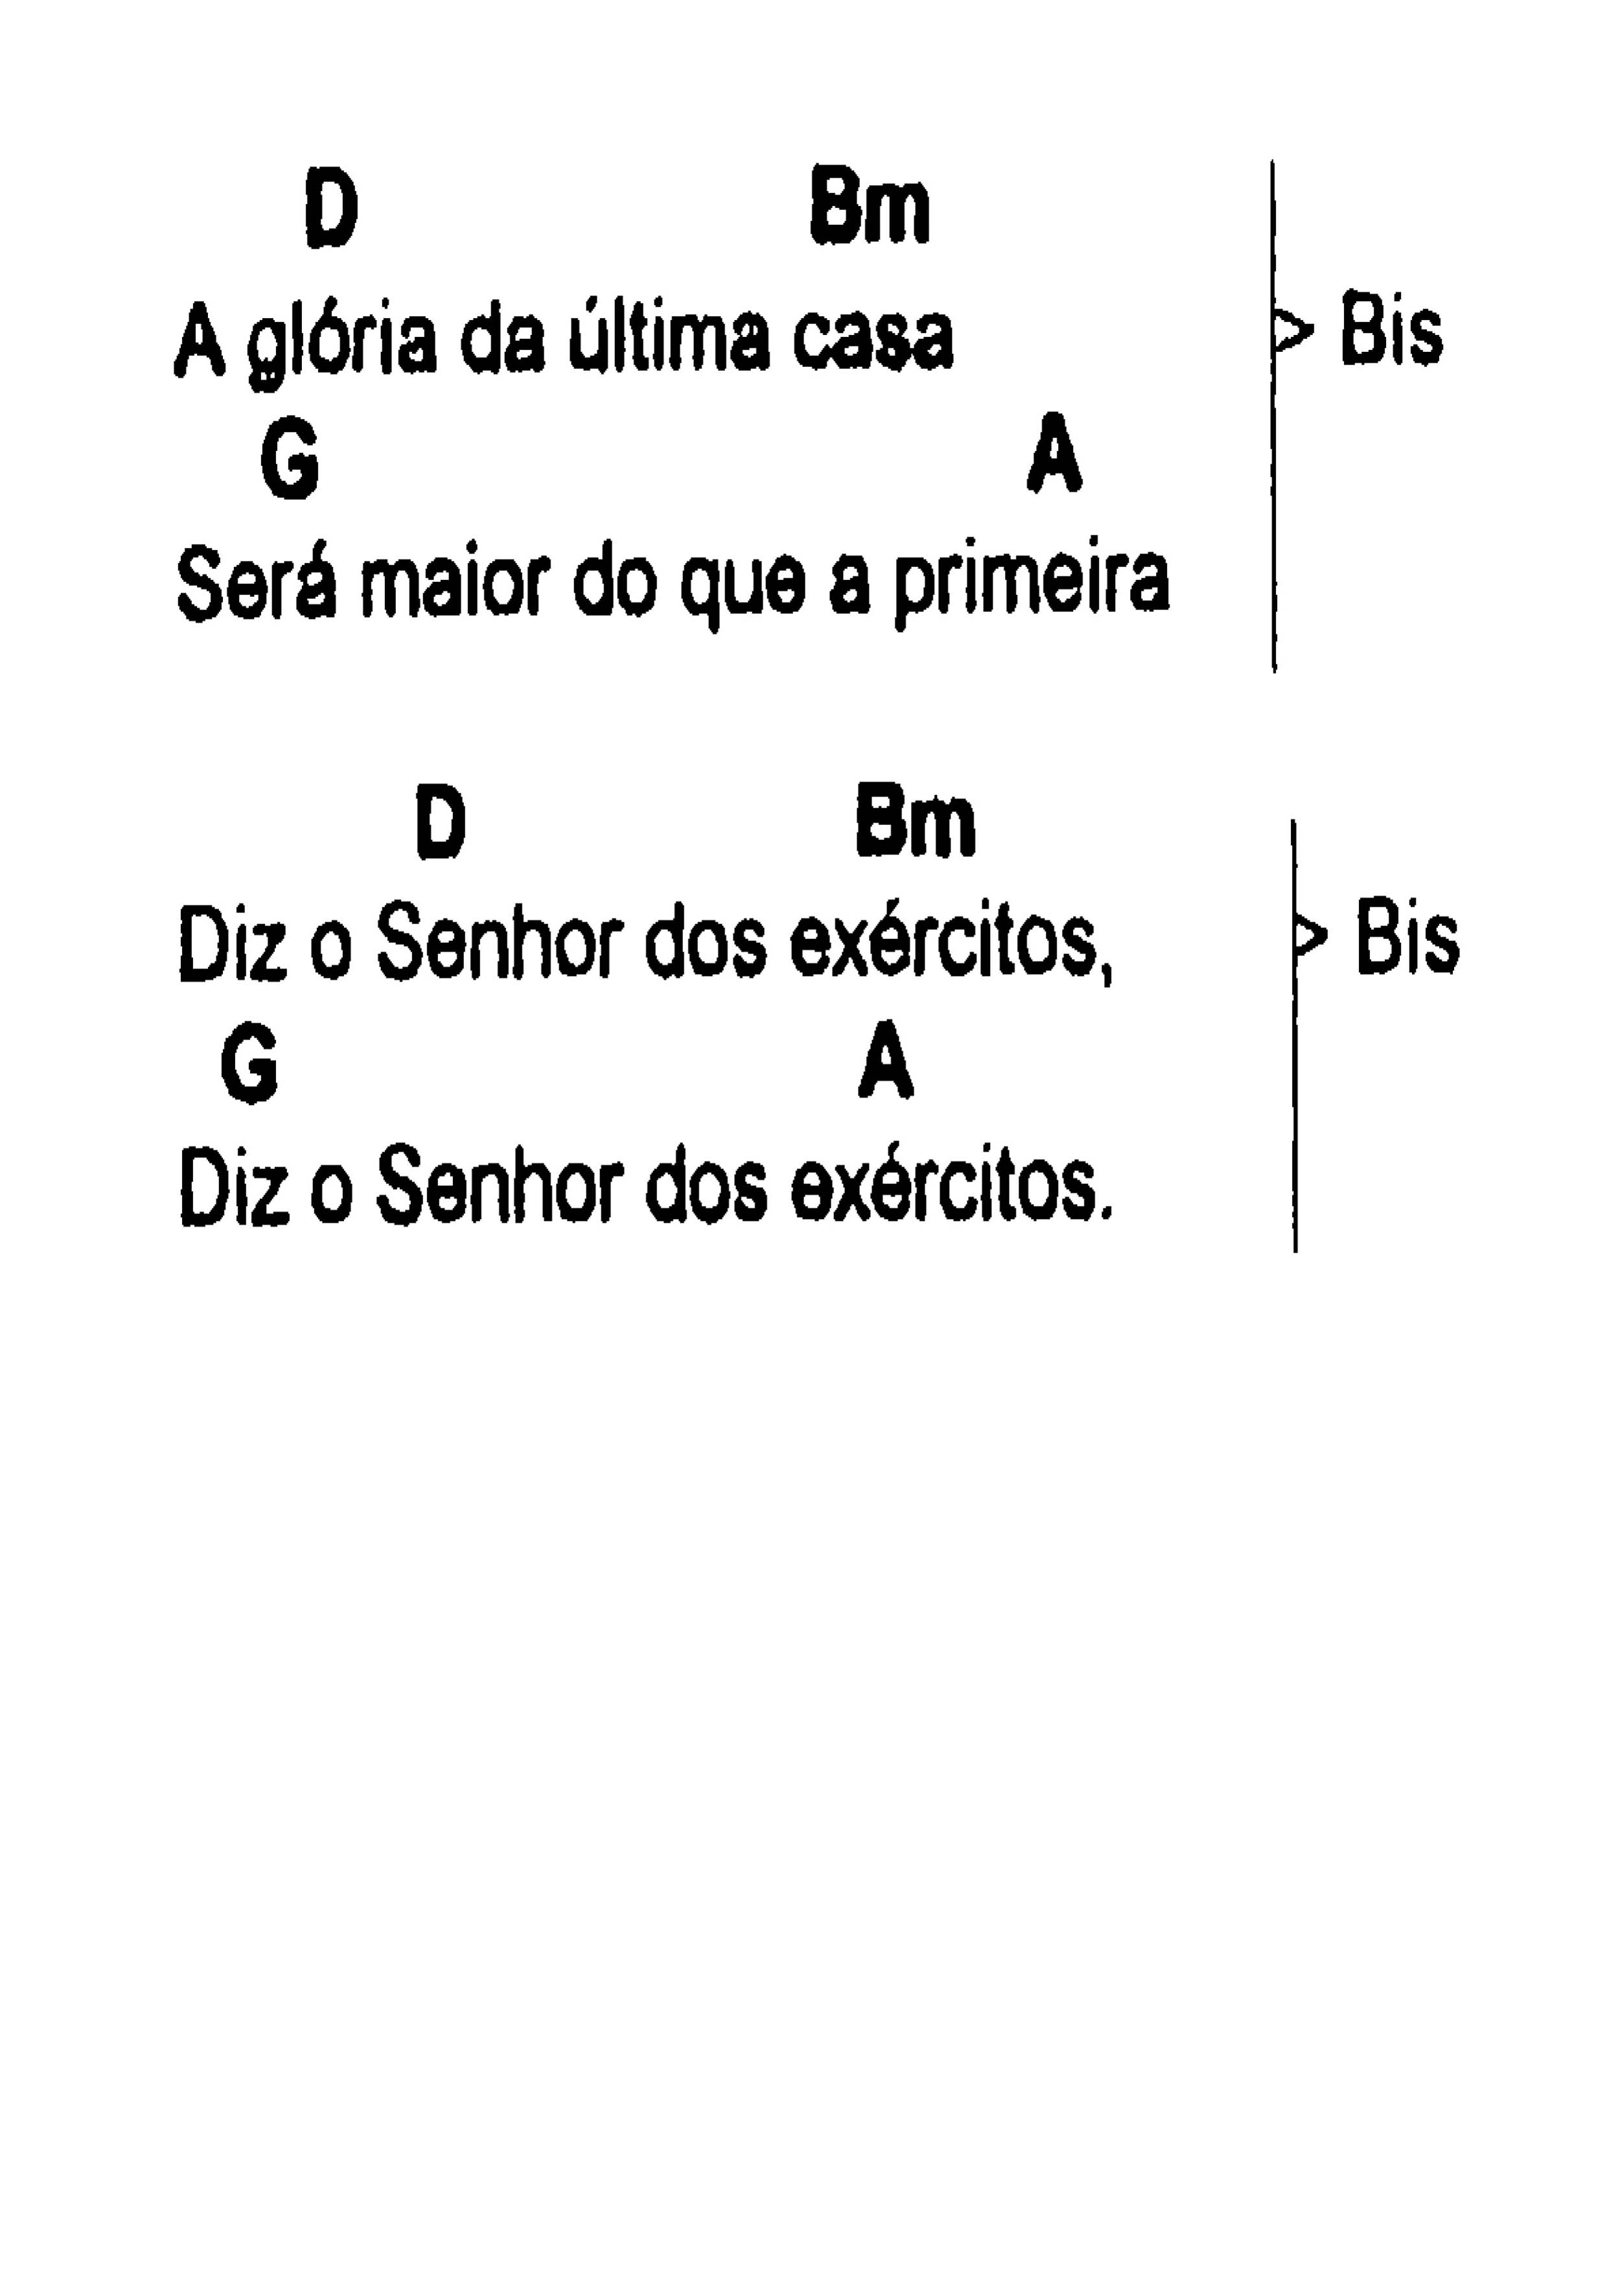 D Bm
A glória da última casa > Bis
G A
Será maior do que a primeira
D Bm
Diz o Senhor dos exércitos, > Bis
G A
Diz o Senhor dos exércitos.